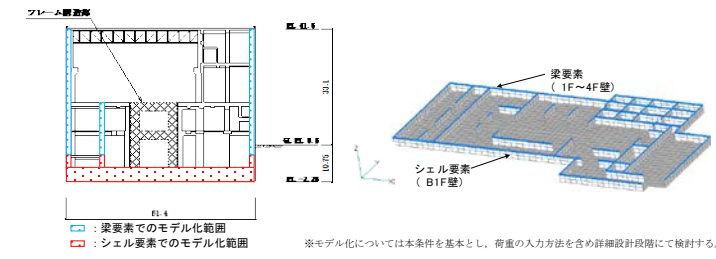 フレーム構造部
EL 41.5
33.1
GL EL 8.5
10.75
EL -2.25
61.4
：梁要素でのモデル化範囲
：シェル要素でのモデル化範囲
梁要素
（ 1F～4F壁）
シェル要素
（ B1F壁）
Z
Y
X
※モデル化については本条件を基本とし，荷重の入力方法を含め詳細設計段階にて検討する。